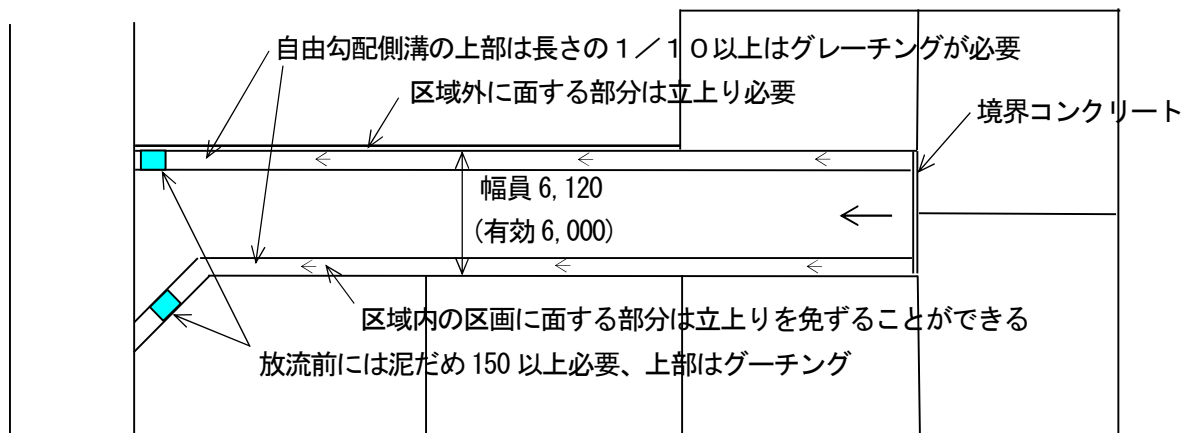 自由勾配側溝の上部は長さの1/10以上はグレーチングが必要
区域外に面する部分は立上り必要
境界コンクリート
幅員6,120
(有効6,000)
区域内の区画に面する部分は立上りを免ずることができる
放流前には泥だめ150以上必要、上部はグーチング